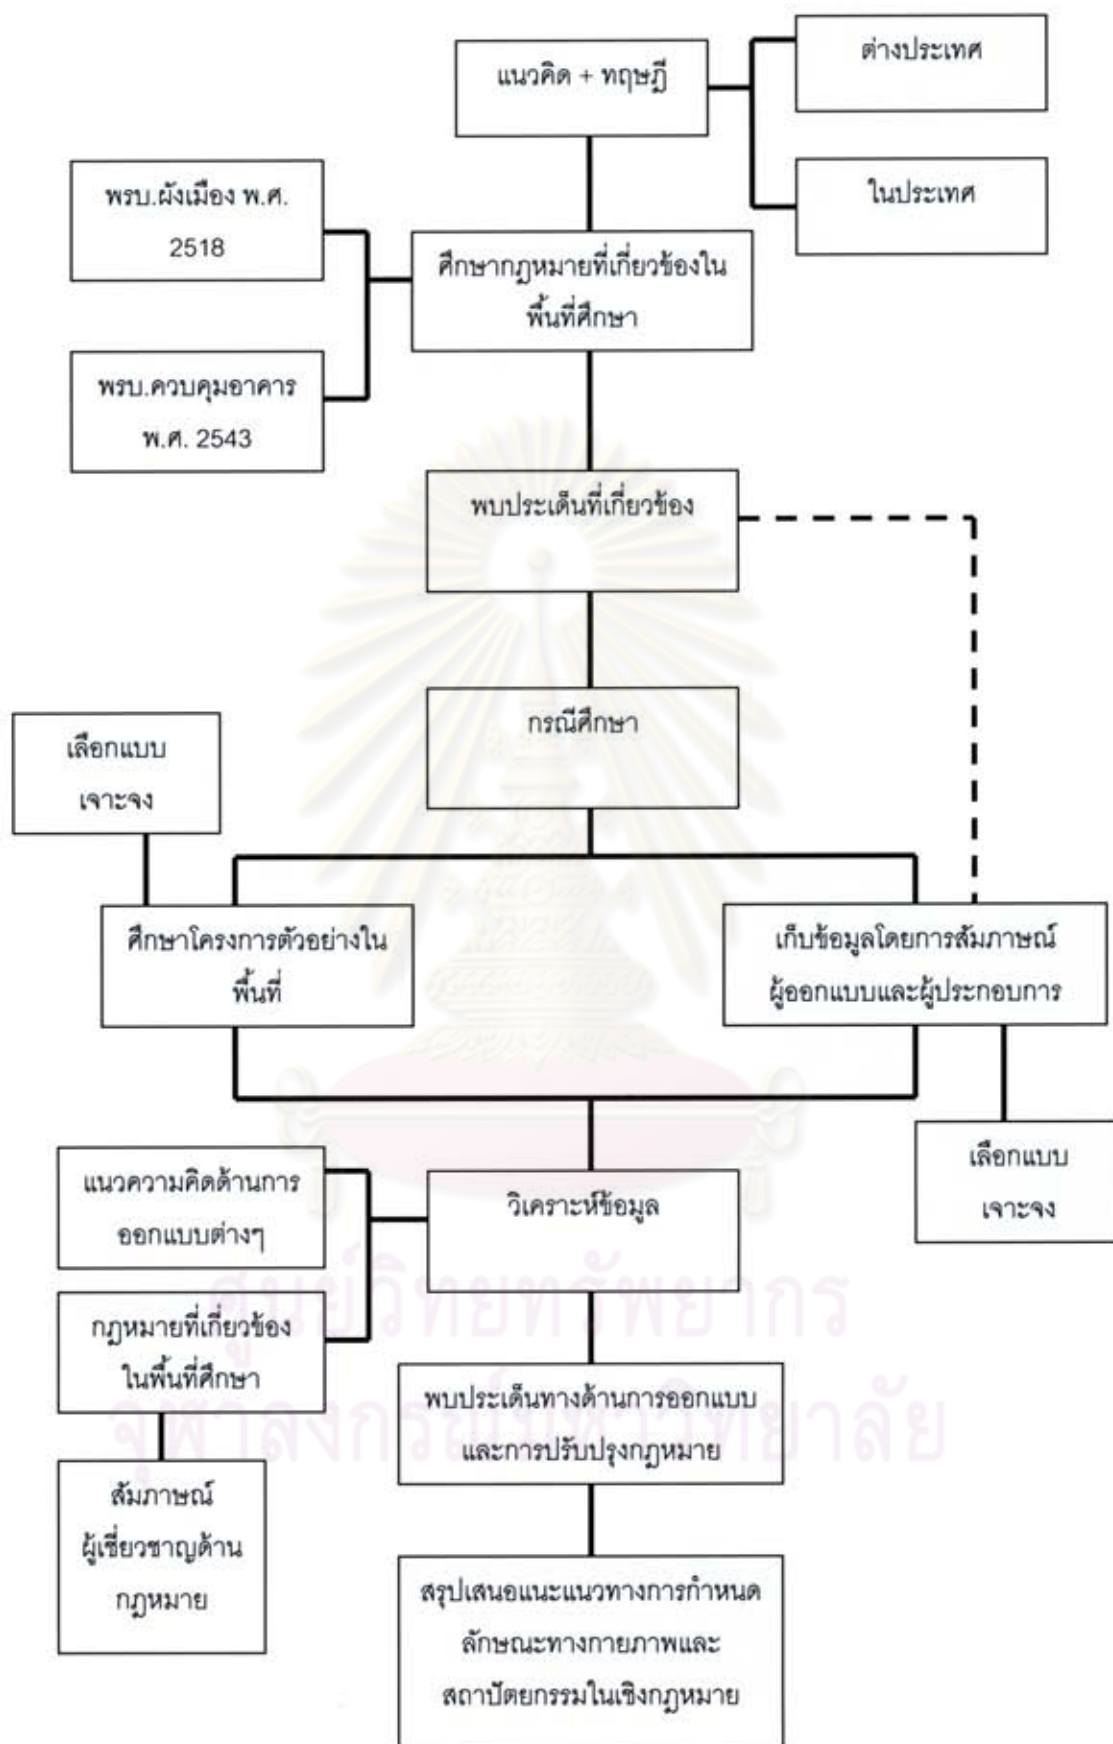 แนวคิด + ทฤษฎี
ต่างประเทศ
ในประเทศ
พรบ.ผังเมือง พ.ศ.
2518
ศึกษากฎหมายที่เกี่ยวข้องใน
พื้นที่ศึกษา
พรบ.ควบคุมอาคาร
พ.ศ. 2543
พบประเด็นที่เกี่ยวข้อง
กรณีศึกษา
เลือกแบบ
เจาะจง
ศึกษาโครงการตัวอย่างใน
พื้นที่
เก็บข้อมูลโดยการสัมภาษณ์
ผู้ออกแบบและผู้ประกอบการ
เลือกแบบ
เจาะจง
แนวความคิดด้านการ
ออกแบบต่างๆ
วิเคราะห์ข้อมูล
กฎหมายที่เกี่ยวข้อง
ในพื้นที่ศึกษา
พบประเด็นทางด้านการออกแบบ
และการปรับปรุงกฎหมาย
สัมภาษณ์
ผู้เชี่ยวชาญด้าน
กฎหมาย
สรุปเสนอแนะแนวทางการกำหนด
ลักษณะทางกายภาพและ
สถาปัตยกรรมในเชิงกฎหมาย
ศูนย์วิทยทรัพยากร
จุฬาลงกรณ์มหาวิทยาลัย